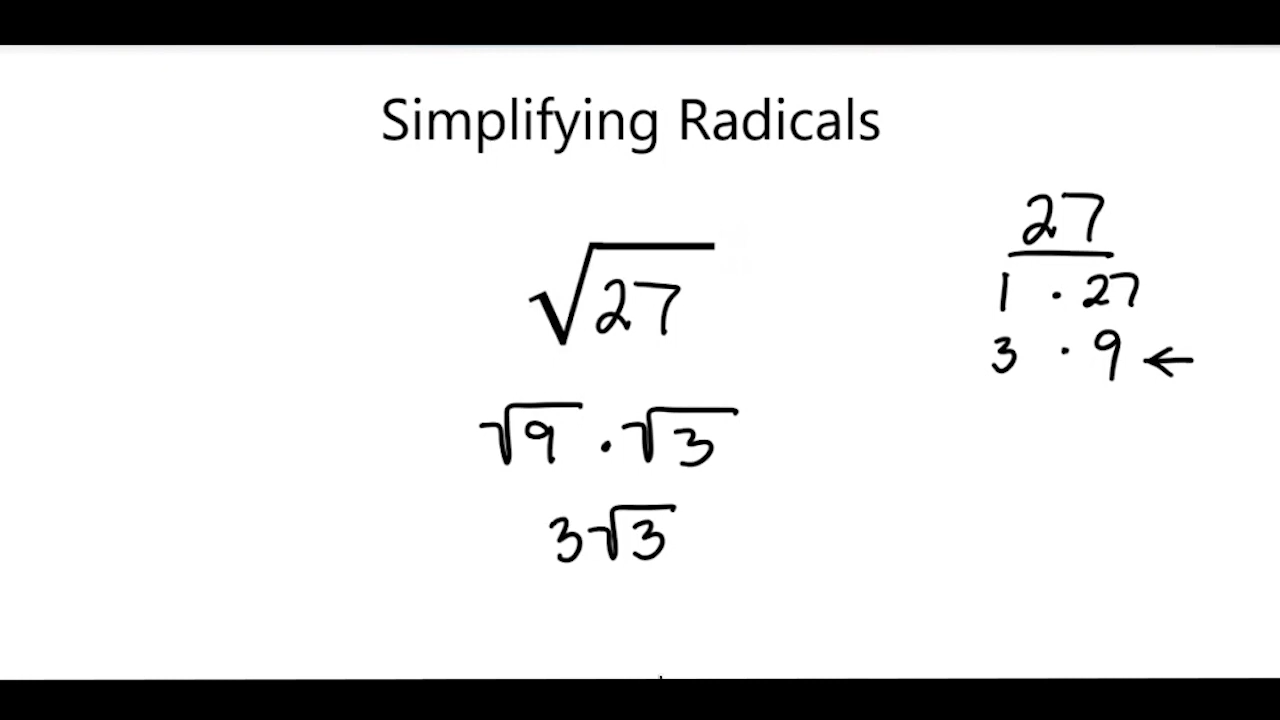 Simplifying Radicals
√27
√9 · √3
3√3
27
1 · 27
3 · 9 ←